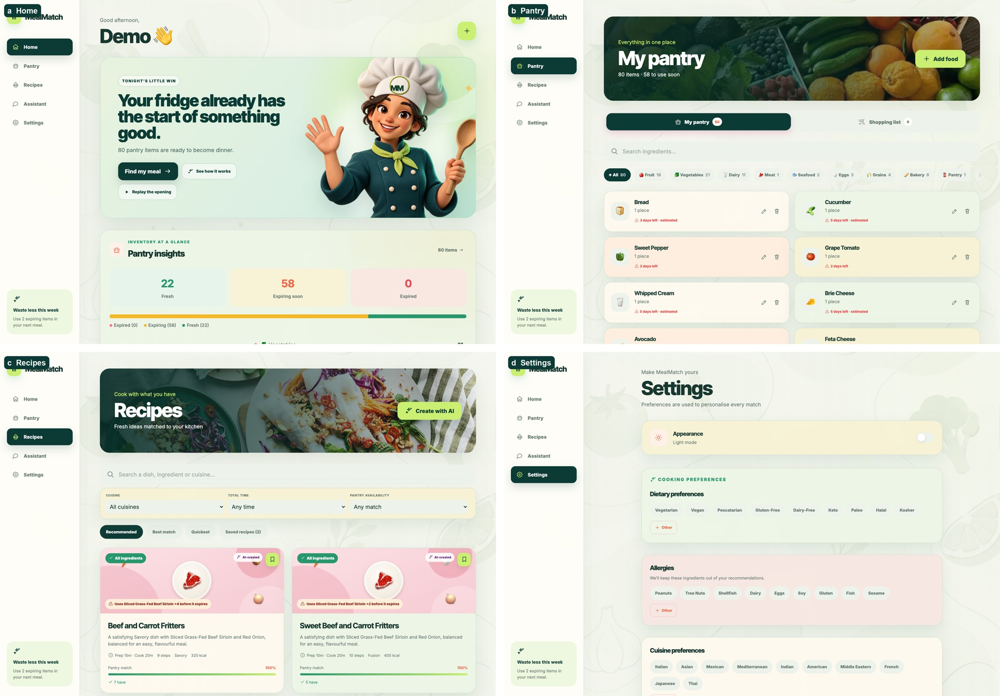 a Home
MealMatch
Home
Pantry
Recipes
Assistant
Settings
Waste less this week
Use 2 expiring items in
your next meal.
Good afternoon,
Demo 👋
TONIGHT'S LITTLE WIN
Your fridge already has
the start of something
good.
80 pantry items are ready to become dinner.
Find my meal →
See how it works
Replay the opening
MM
INVENTORY AT A GLANCE
Pantry insights
80 items →
22
Fresh
58
Expiring soon
0
Expired
Expired (0) Expiring (58) Fresh (22)
b Pantry
MealMatch
Home
Pantry
Recipes
Assistant
Settings
Waste less this week
Use 2 expiring items in
your next meal.
Everything in one place
My pantry
80 items · 58 to use soon
+ Add food
My pantry 80
Shopping list 6
Search ingredients...
+ All 80 Fruit 18 Vegetables 21 Dairy 11 Meat 1 Seafood 2 Eggs 3 Grains 4 Bakery 6 Pantry 1
Bread
1 piece
3 days left · estimated
Cucumber
1 piece
5 days left · estimated
Sweet Pepper
1 piece
2 days left
Grape Tomato
1 piece
2 days left
Whipped Cream
1 piece
5 days left · estimated
Brie Cheese
1 piece
5 days left · estimated
Avocado
Feta Cheese
c Recipes
MealMatch
Home
Pantry
Recipes
Assistant
Settings
Waste less this week
Use 2 expiring items in
your next meal.
Cook with what you have
Recipes
Fresh ideas matched to your kitchen
Create with AI
Search a dish, ingredient or cuisine...
CUISINE
All cuisines
TOTAL TIME
Any time
PANTRY AVAILABILITY
Any match
Recommended Best match Quickest Saved recipes (2)
✓ All ingredients
AI-created
Uses Sliced Grass-Fed Beef Sirloin +4 before it expires
Beef and Carrot Fritters
A satisfying Savory dish with Sliced Grass-Fed Beef Sirloin and Red Onion,
balanced for an easy, flavourful meal.
Prep 15m · Cook 20m 9 steps Savory 320 kcal
Pantry match 100%
✓ 7 have
✓ All ingredients
AI-created
Uses Sliced Grass-Fed Beef Sirloin +2 before it expires
Sweet Beef and Carrot Fritters
A satisfying dish with Sliced Grass-Fed Beef Sirloin and Red Onion, balanced
for an easy, flavourful meal.
Prep 10m · Cook 20m 10 steps Fusion 400 kcal
Pantry match 100%
✓ 5 have
d Settings
MealMatch
Home
Pantry
Recipes
Assistant
Settings
Waste less this week
Use 2 expiring items in
your next meal.
Make MealMatch yours
Settings
Preferences are used to personalise every match
Appearance
Light mode
COOKING PREFERENCES
Dietary preferences
Vegetarian Vegan Pescatarian Gluten-Free Dairy-Free Keto Paleo Halal Kosher
+ Other
Allergies
We'll keep these ingredients out of your recommendations.
Peanuts Tree Nuts Shellfish Dairy Eggs Soy Gluten Fish Sesame
+ Other
Cuisine preferences
Italian Asian Mexican Mediterranean Indian American Middle Eastern French
Japanese Thai